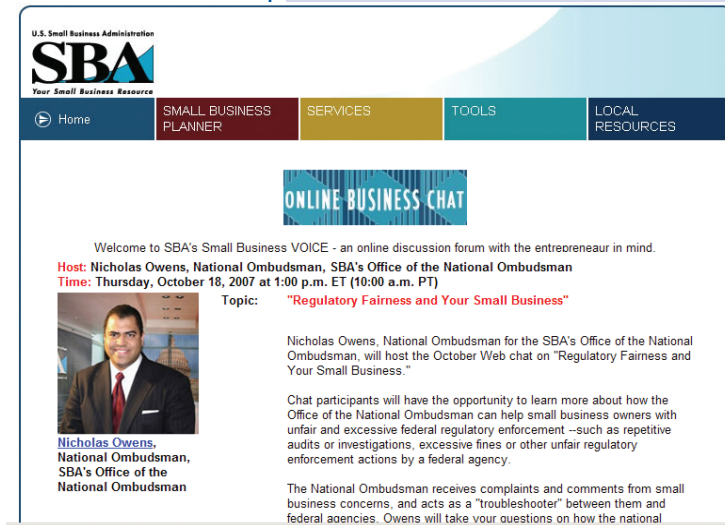 U.S. Small Business Administration
SBA
Your Small Business Resource
Home
SMALL BUSINESS
PLANNER
SERVICES
TOOLS
LOCAL
RESOURCES
ONLINE BUSINESS CHAT
Welcome to SBA's Small Business VOICE - an online discussion forum with the entrepreneur in mind.
Host: Nicholas Owens, National Ombudsman, SBA's Office of the National Ombudsman
Time: Thursday, October 18, 2007 at 1:00 p.m. ET (10:00 a.m. PT)
Topic: "Regulatory Fairness and Your Small Business"
Nicholas Owens, National Ombudsman for the SBA's Office of the National
Ombudsman, will host the October Web chat on "Regulatory Fairness and
Your Small Business."
Chat participants will have the opportunity to learn more about how the
Office of the National Ombudsman can help small business owners with
unfair and excessive federal regulatory enforcement --such as repetitive
audits or investigations, excessive fines or other unfair regulatory
enforcement actions by a federal agency.
The National Ombudsman receives complaints and comments from small
business concerns, and acts as a "troubleshooter" between them and
federal agencies. Owens will take your questions on how the national
Nicholas Owens,
National Ombudsman,
SBA's Office of the
National Ombudsman